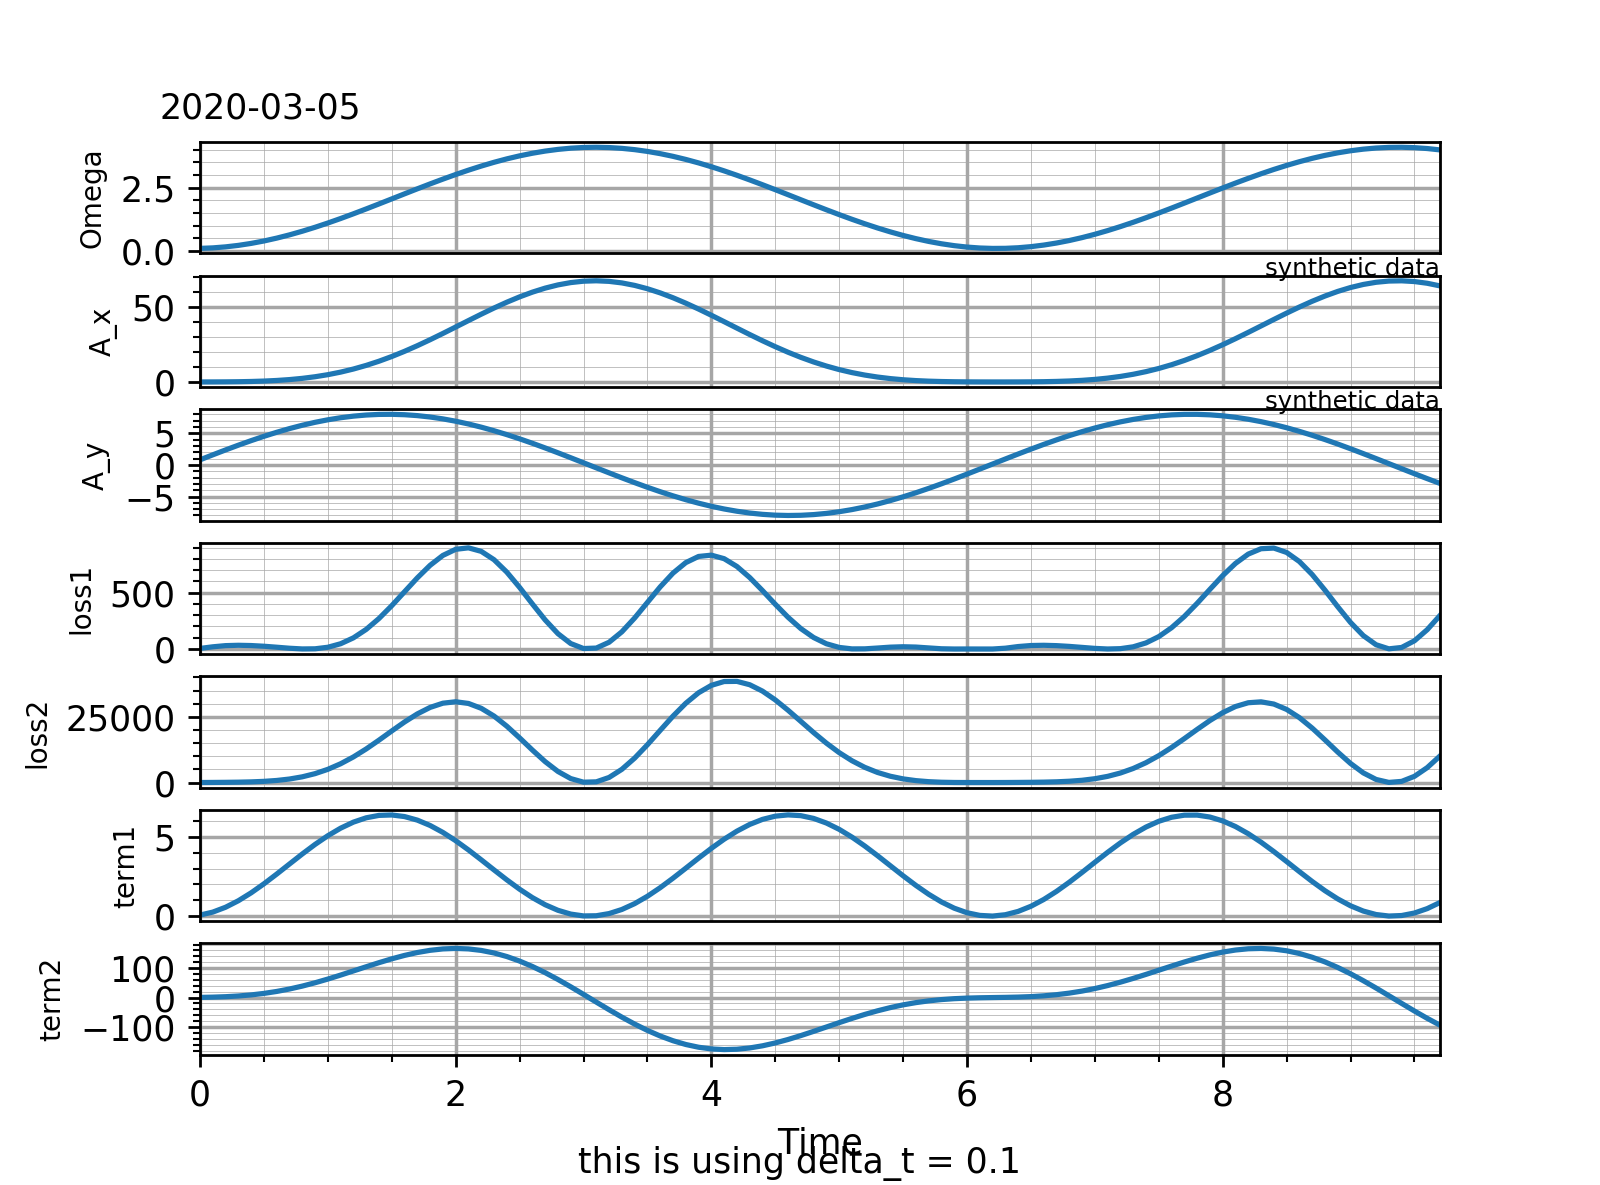 2020-03-05
Omega
2.5
0.0
synthetic data
A_x
50
0
synthetic data
A_y
5
0
−5
loss1
500
0
loss2
25000
0
term1
5
0
term2
100
0
−100
0 2 4 6 8
Time
this is using delta_t = 0.1